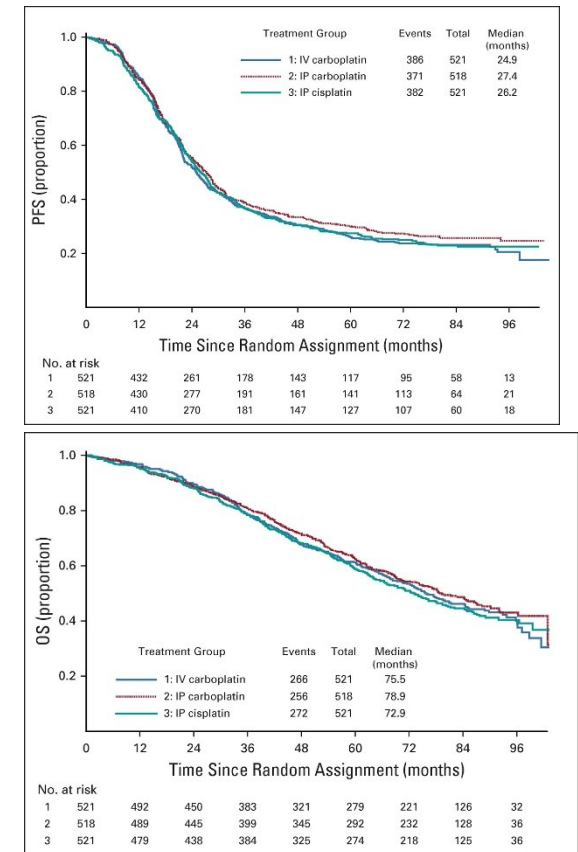 Treatment Group Events Total Median (months)
1: IV carboplatin 386 521 24.9
2: IP carboplatin 371 518 27.4
3: IP cisplatin 382 521 26.2
PFS (proportion)
1.0
0.8
0.6
0.4
0.2
0 12 24 36 48 60 72 84 96
Time Since Random Assignment (months)
No. at risk
1 521 432 261 178 143 117 95 58 13
2 518 430 277 191 161 141 113 64 21
3 521 410 270 181 147 127 107 60 18
OS (proportion)
1.0
0.8
0.6
0.4
0.2
Treatment Group Events Total Median (months)
1: IV carboplatin 266 521 75.5
2: IP carboplatin 256 518 78.9
3: IP cisplatin 272 521 72.9
0 12 24 36 48 60 72 84 96
Time Since Random Assignment (months)
No. at risk
1 521 492 450 383 321 279 221 126 32
2 518 489 445 399 345 292 232 128 36
3 521 479 438 384 325 274 218 125 36